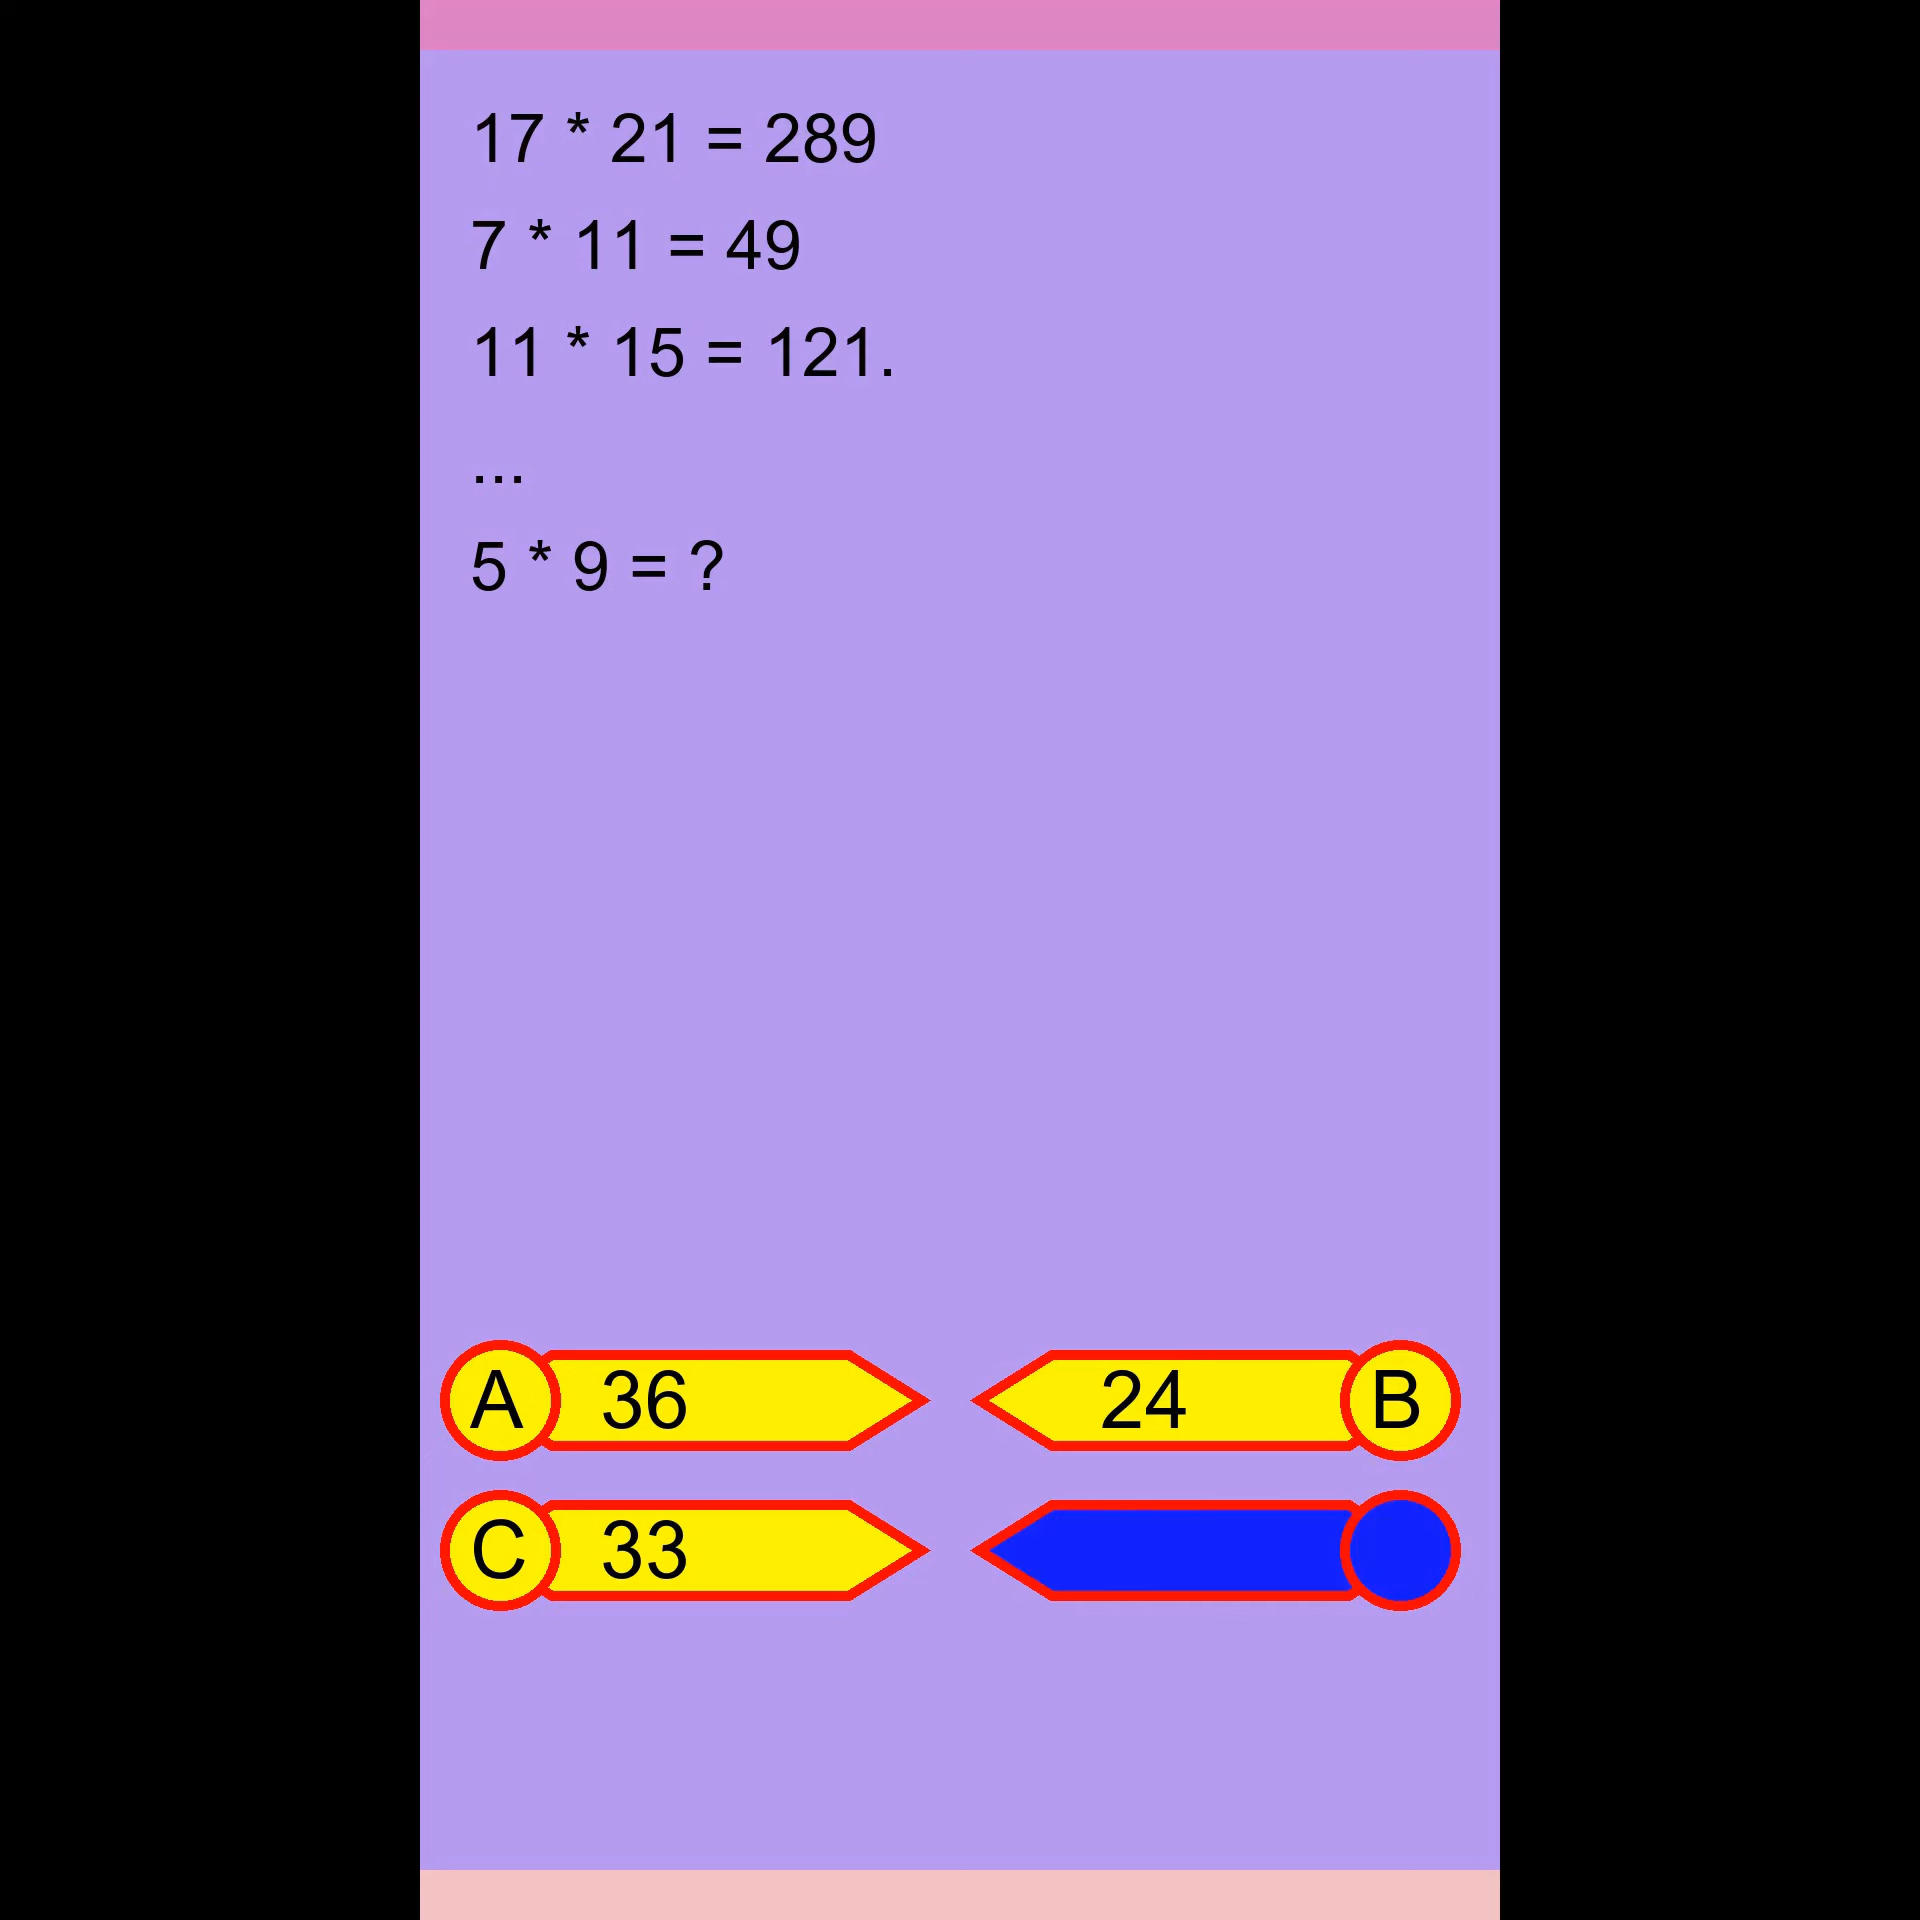 17 * 21 = 289
7 * 11 = 49
11 * 15 = 121.
...
5 * 9 = ?
A 36
24 B
C 33